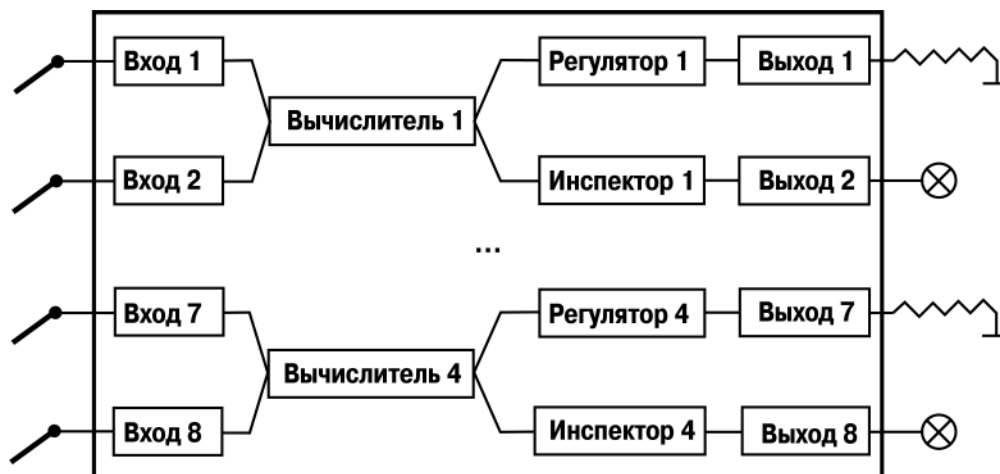 Вход 1
Регулятор 1
Выход 1
Вычислитель 1
Вход 2
Инспектор 1
Выход 2
...
Вход 7
Регулятор 4
Выход 7
Вычислитель 4
Вход 8
Инспектор 4
Выход 8